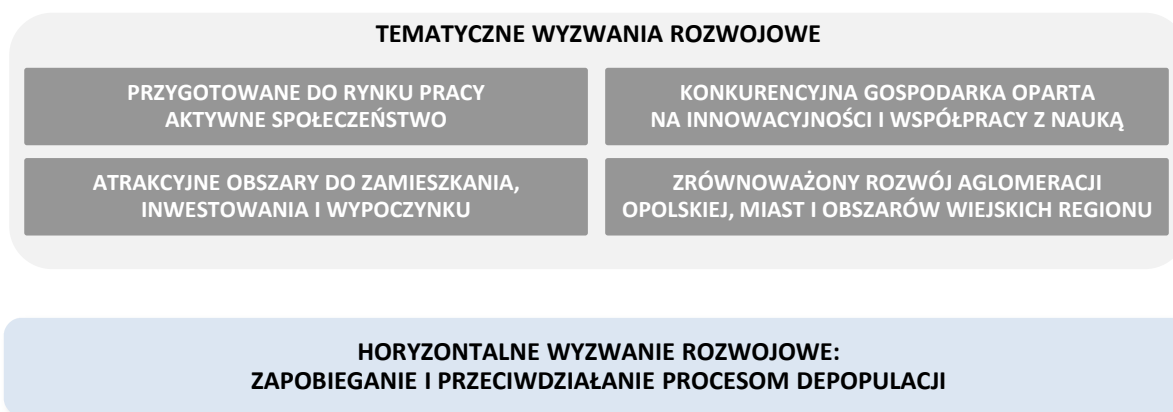 TEMATYCZNE WYZWANIA ROZWOJOWE
PRZYGOTOWANE DO RYNKU PRACY
AKTYWNE SPOŁECZEŃSTWO
KONKURENCYJNA GOSPODARKA OPARTA
NA INNOWACYJNOŚCI I WSPÓŁPRACY Z NAUKĄ
ATRAKCYJNE OBSZARY DO ZAMIESZKANIA,
INWESTOWANIA I WYPOCZYNKU
ZRÓWNOWAŻONY ROZWÓJ AGLOMERACJI
OPOLSKIEJ, MIAST I OBSZARÓW WIEJSKICH REGIONU
HORYZONTALNE WYZWANIE ROZWOJOWE:
ZAPOBIEGANIE I PRZECIWDZIAŁANIE PROCESOM DEPOPULACJI